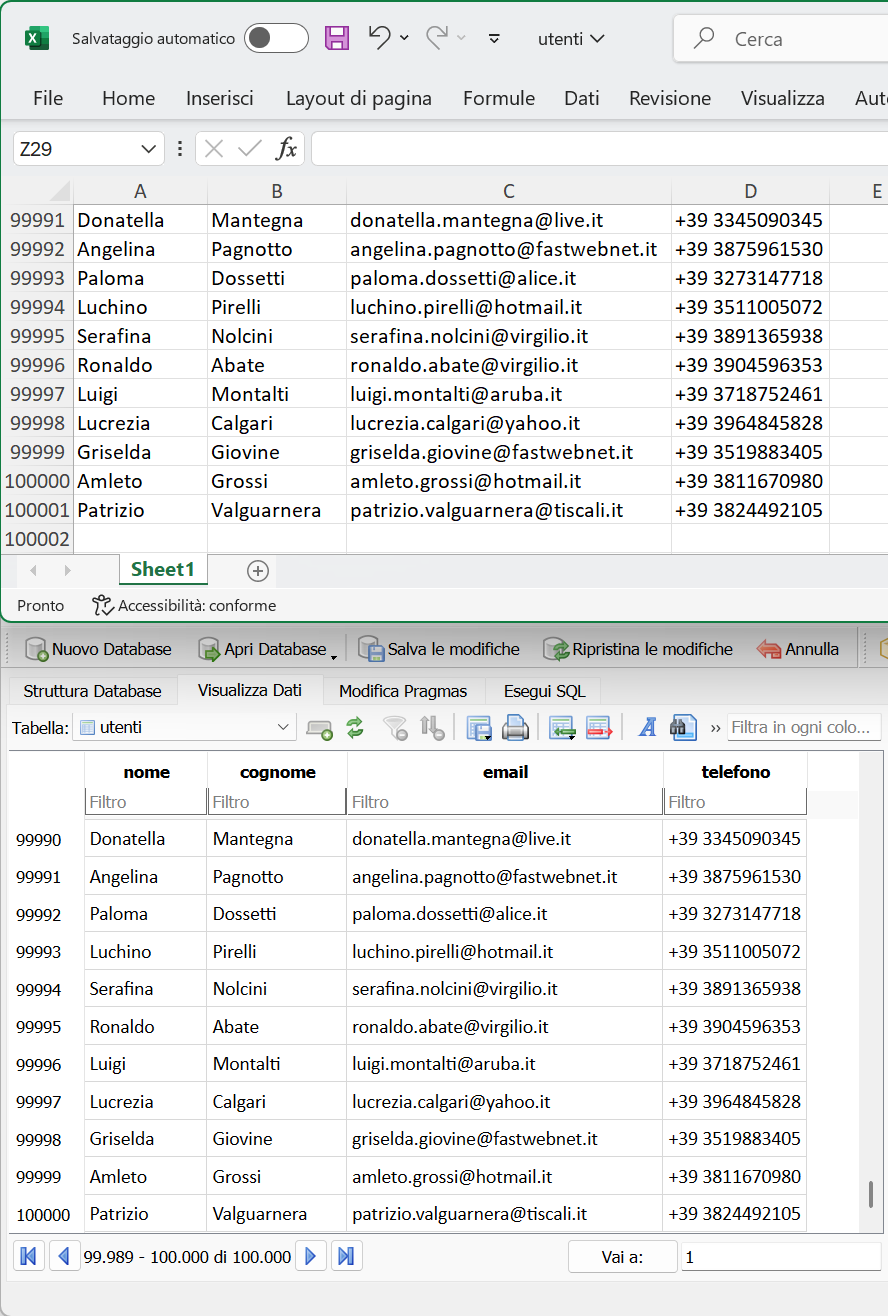 Salvataggio automatico utenti Cerca
File Home Inserisci Layout di pagina Formule Dati Revisione Visualizza Aut
Z29 fx
A B C D E
99991 Donatella Mantegna donatella.mantegna@live.it +39 3345090345
99992 Angelina Pagnotto angelina.pagnotto@fastwebnet.it +39 3875961530
99993 Paloma Dossetti paloma.dossetti@alice.it +39 3273147718
99994 Luchino Pirelli luchino.pirelli@hotmail.it +39 3511005072
99995 Serafina Nolcini serafina.nolcini@virgilio.it +39 3891365938
99996 Ronaldo Abate ronaldo.abate@virgilio.it +39 3904596353
99997 Luigi Montalti luigi.montalti@aruba.it +39 3718752461
99998 Lucrezia Calgari lucrezia.calgari@yahoo.it +39 3964845828
99999 Griselda Giovine griselda.giovine@fastwebnet.it +39 3519883405
100000 Amleto Grossi amleto.grossi@hotmail.it +39 3811670980
100001 Patrizio Valguarnera patrizio.valguarnera@tiscali.it +39 3824492105
100002
Sheet1
Pronto Accessibilità: conforme
Nuovo Database Apri Database Salva le modifiche Ripristina le modifiche Annulla
Struttura Database Visualizza Dati Modifica Pragmas Esegui SQL
Tabella: utenti A » Filtra in ogni colo...
nome cognome email telefono
Filtro Filtro Filtro Filtro
99990 Donatella Mantegna donatella.mantegna@live.it +39 3345090345
99991 Angelina Pagnotto angelina.pagnotto@fastwebnet.it +39 3875961530
99992 Paloma Dossetti paloma.dossetti@alice.it +39 3273147718
99993 Luchino Pirelli luchino.pirelli@hotmail.it +39 3511005072
99994 Serafina Nolcini serafina.nolcini@virgilio.it +39 3891365938
99995 Ronaldo Abate ronaldo.abate@virgilio.it +39 3904596353
99996 Luigi Montalti luigi.montalti@aruba.it +39 3718752461
99997 Lucrezia Calgari lucrezia.calgari@yahoo.it +39 3964845828
99998 Griselda Giovine griselda.giovine@fastwebnet.it +39 3519883405
99999 Amleto Grossi amleto.grossi@hotmail.it +39 3811670980
100000 Patrizio Valguarnera patrizio.valguarnera@tiscali.it +39 3824492105
99.989 - 100.000 di 100.000 Vai a: 1